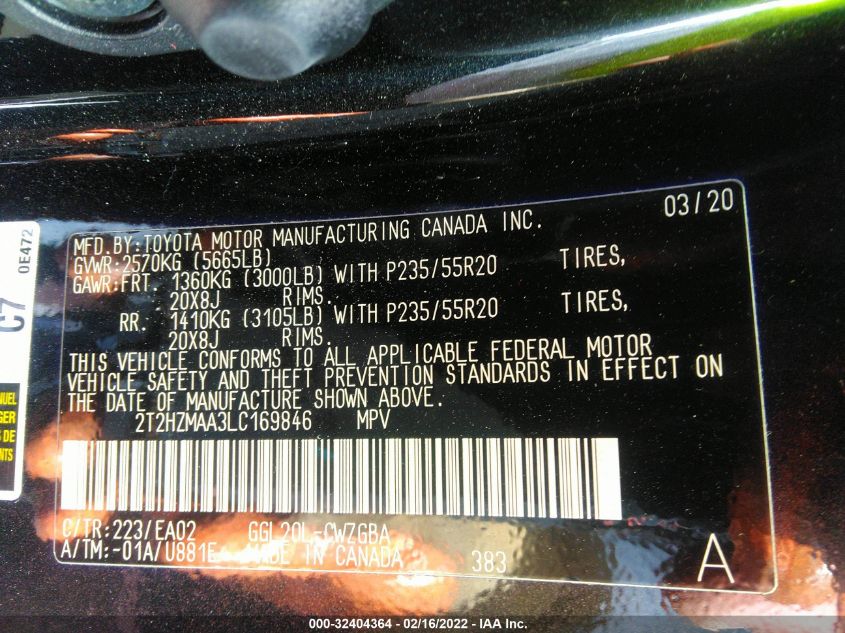 03/20
MFD.BY:TOYOTA MOTOR MANUFACTURING CANADA INC.
GVWR:2570KG (5665LB)
GAWR:FRT. 1360KG (3000LB) WITH P235/55R20 TIRES,
20X8J RIMS.
RR. 1410KG (3105LB) WITH P235/55R20 TIRES,
20X8J RIMS.
THIS VEHICLE CONFORMS TO ALL APPLICABLE FEDERAL MOTOR
VEHICLE SAFETY AND THEFT PREVENTION STANDARDS IN EFFECT ON
THE DATE OF MANUFACTURE SHOWN ABOVE.
2T2HZMAA3LC169846 MPV
C/TR:223/EA02 GGL20L-CWZGBA
A/TM:-01A/U881E MADE IN CANADA 383
A
0E472
C7
000-32404364 - 02/16/2022 - IAA Inc.